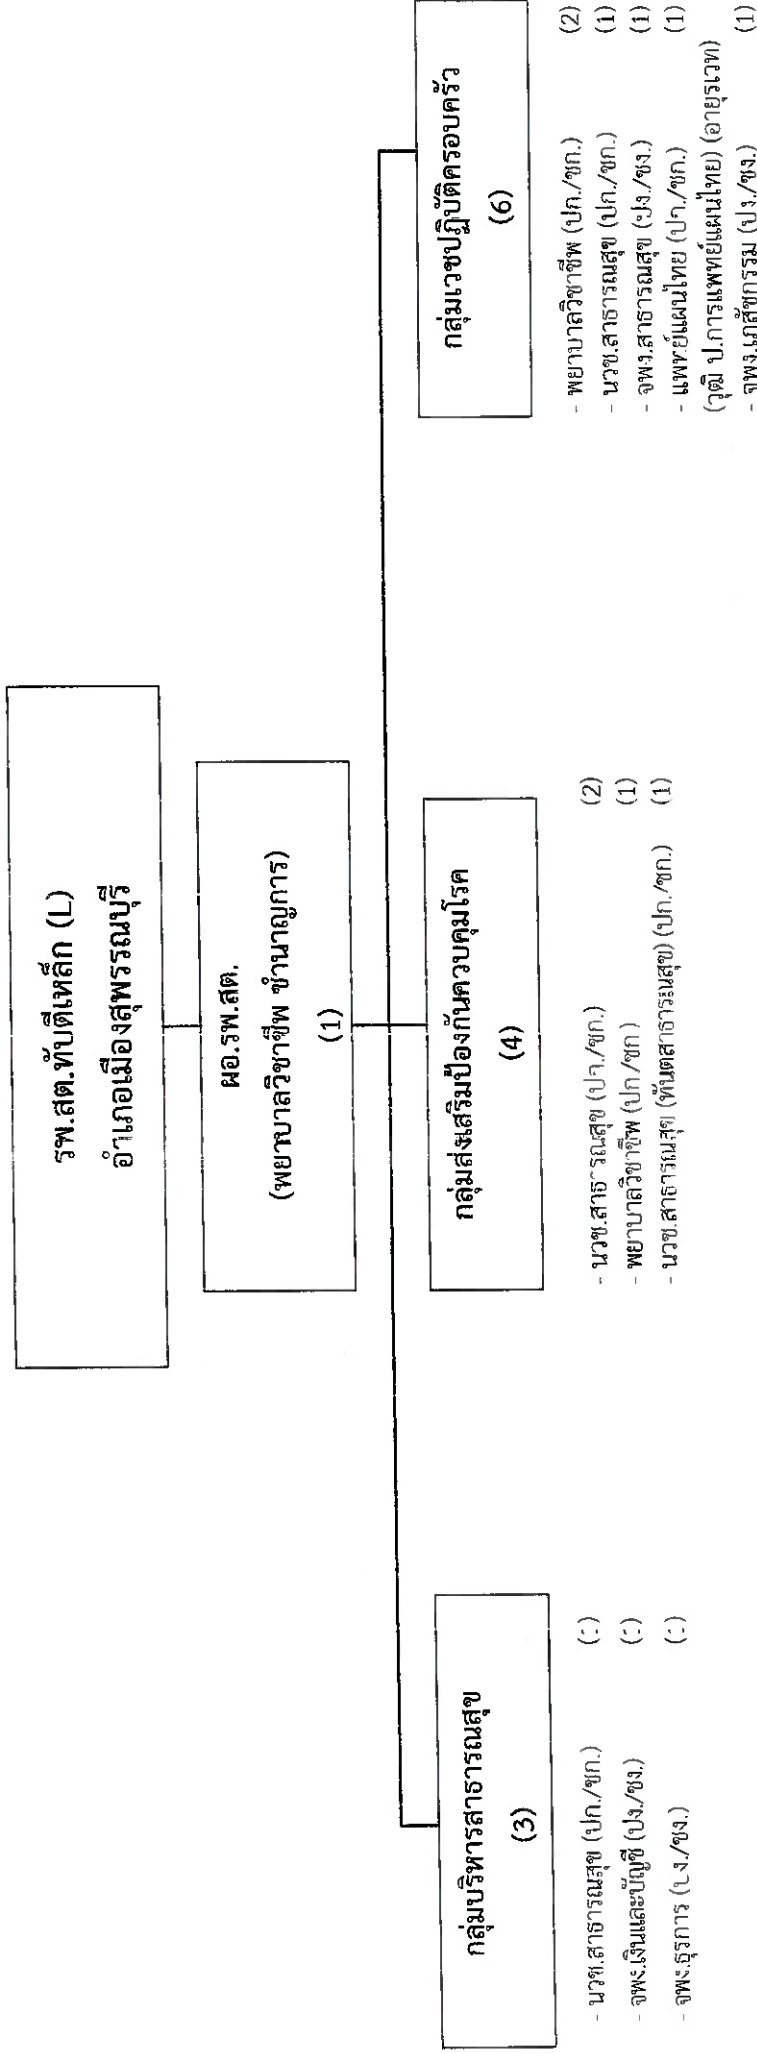 รพ.สต.ทับตีเหล็ก (L)
อำเภอเมืองสุพรรณบุรี
ผอ.รพ.สต.
(พยาบาลวิชาชีพ ชำนาญการ)
(1)
กลุ่มบริหารสาธารณสุข
(3)
- นวช.สาธารณสุข (ปก./ชก.)
- จพง.เงินและบัญชี (ปง./ชง.)
- จพง.ธุรการ (ปง./ชง.)
กลุ่มส่งเสริมป้องกันควบคุมโรค
(4)
- นวช.สาธารณสุข (ปก./ชก.) (2)
- พยาบาลวิชาชีพ (ปก/ชก) (1)
- นวช.สาธารณสุข (ทันตสาธารณสุข) (ปก./ชก.) (1)
กลุ่มเวชปฏิบัติครอบครัว
(6)
- พยาบาลวิชาชีพ (ปก./ชก.) (2)
- นวช.สาธารณสุข (ปก./ชก.) (1)
- จพง.สาธารณสุข (ปง./ชง.) (1)
- แพทย์แผนไทย (ปก./ชก.) (1)
(วุฒิ ป.การแพทย์แผนไทย) (อายุรเวท)
- จพง.เภสัชกรรม (ปง./ชง.) (1)